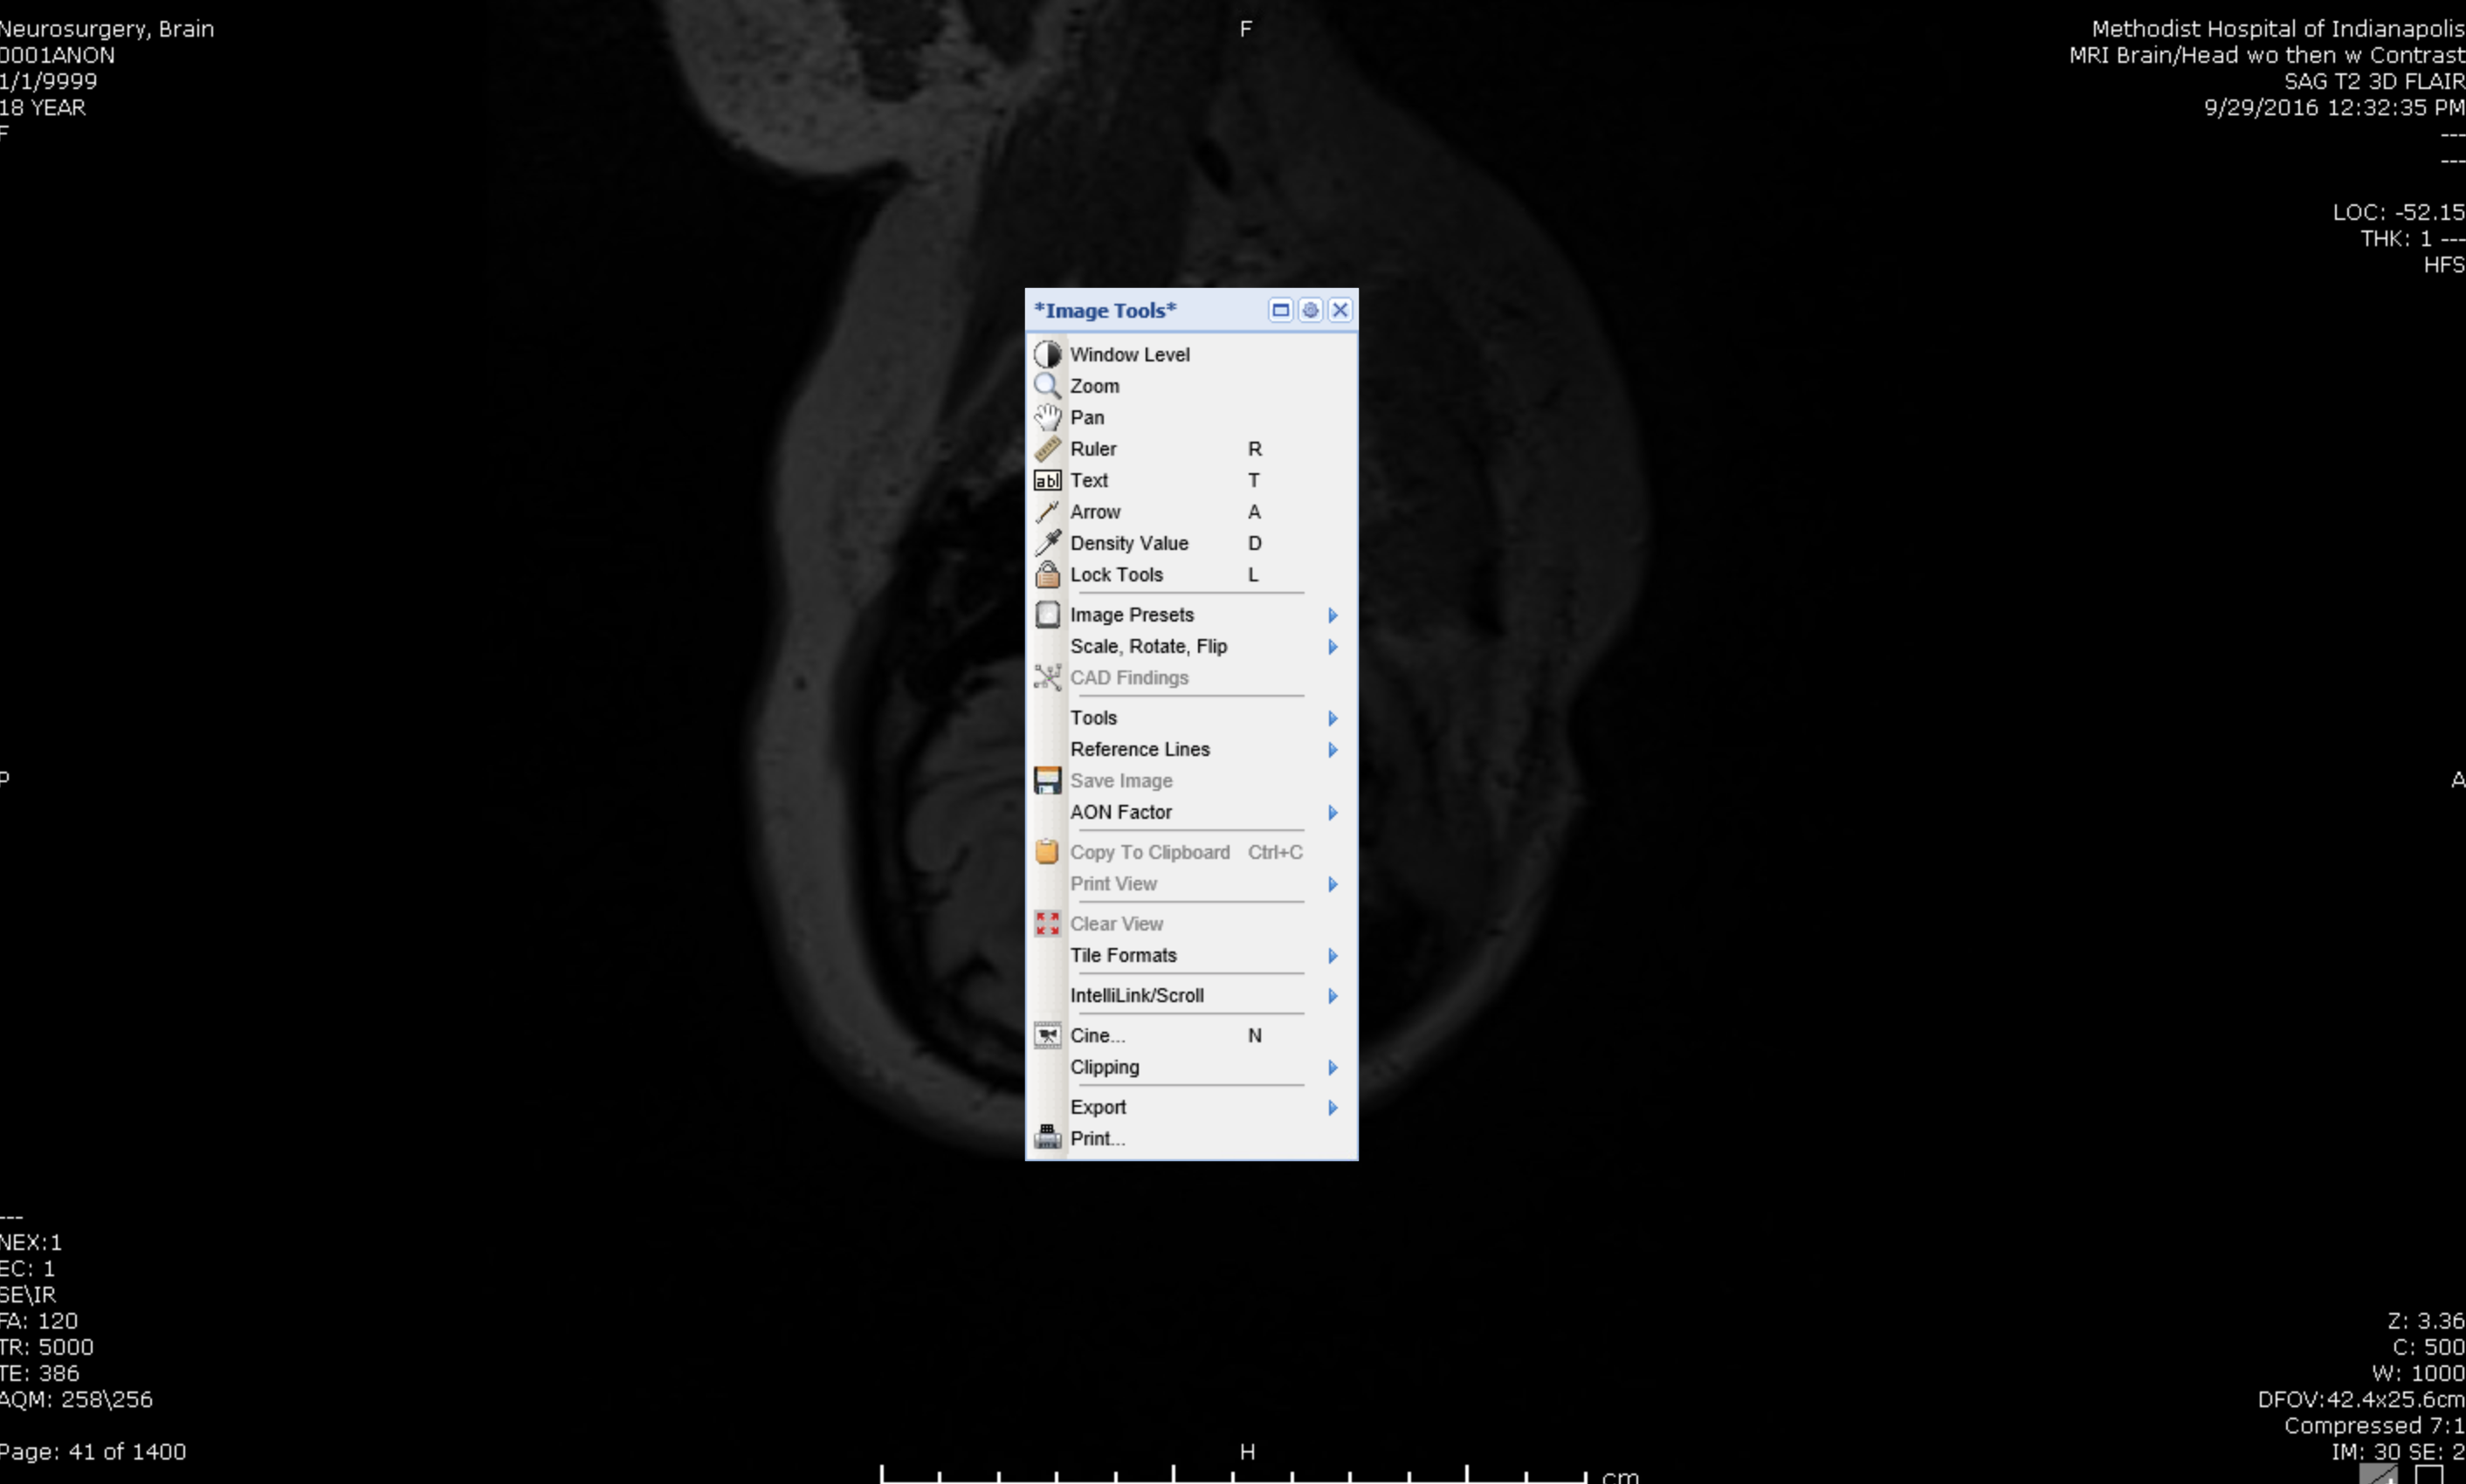 Neurosurgery, Brain
0001ANON
1/1/9999
18 YEAR
F
F
Methodist Hospital of Indianapolis
MRI Brain/Head wo then w Contrast
SAG T2 3D FLAIR
9/29/2016 12:32:35 PM
---
---
LOC: -52.15
THK: 1 ---
HFS
*Image Tools*
Window Level
Zoom
Pan
Ruler R
abl Text T
Arrow A
Density Value D
Lock Tools L
Image Presets
Scale, Rotate, Flip
CAD Findings
Tools
Reference Lines
Save Image
AON Factor
Copy To Clipboard Ctrl+C
Print View
Clear View
Tile Formats
IntelliLink/Scroll
Cine... N
Clipping
Export
Print...
P
A
---
NEX:1
EC: 1
SE\IR
FA: 120
TR: 5000
TE: 386
AQM: 258\256
Page: 41 of 1400
H
cm
Z: 3.36
C: 500
W: 1000
DFOV:42.4x25.6cm
Compressed 7:1
IM: 30 SE: 2